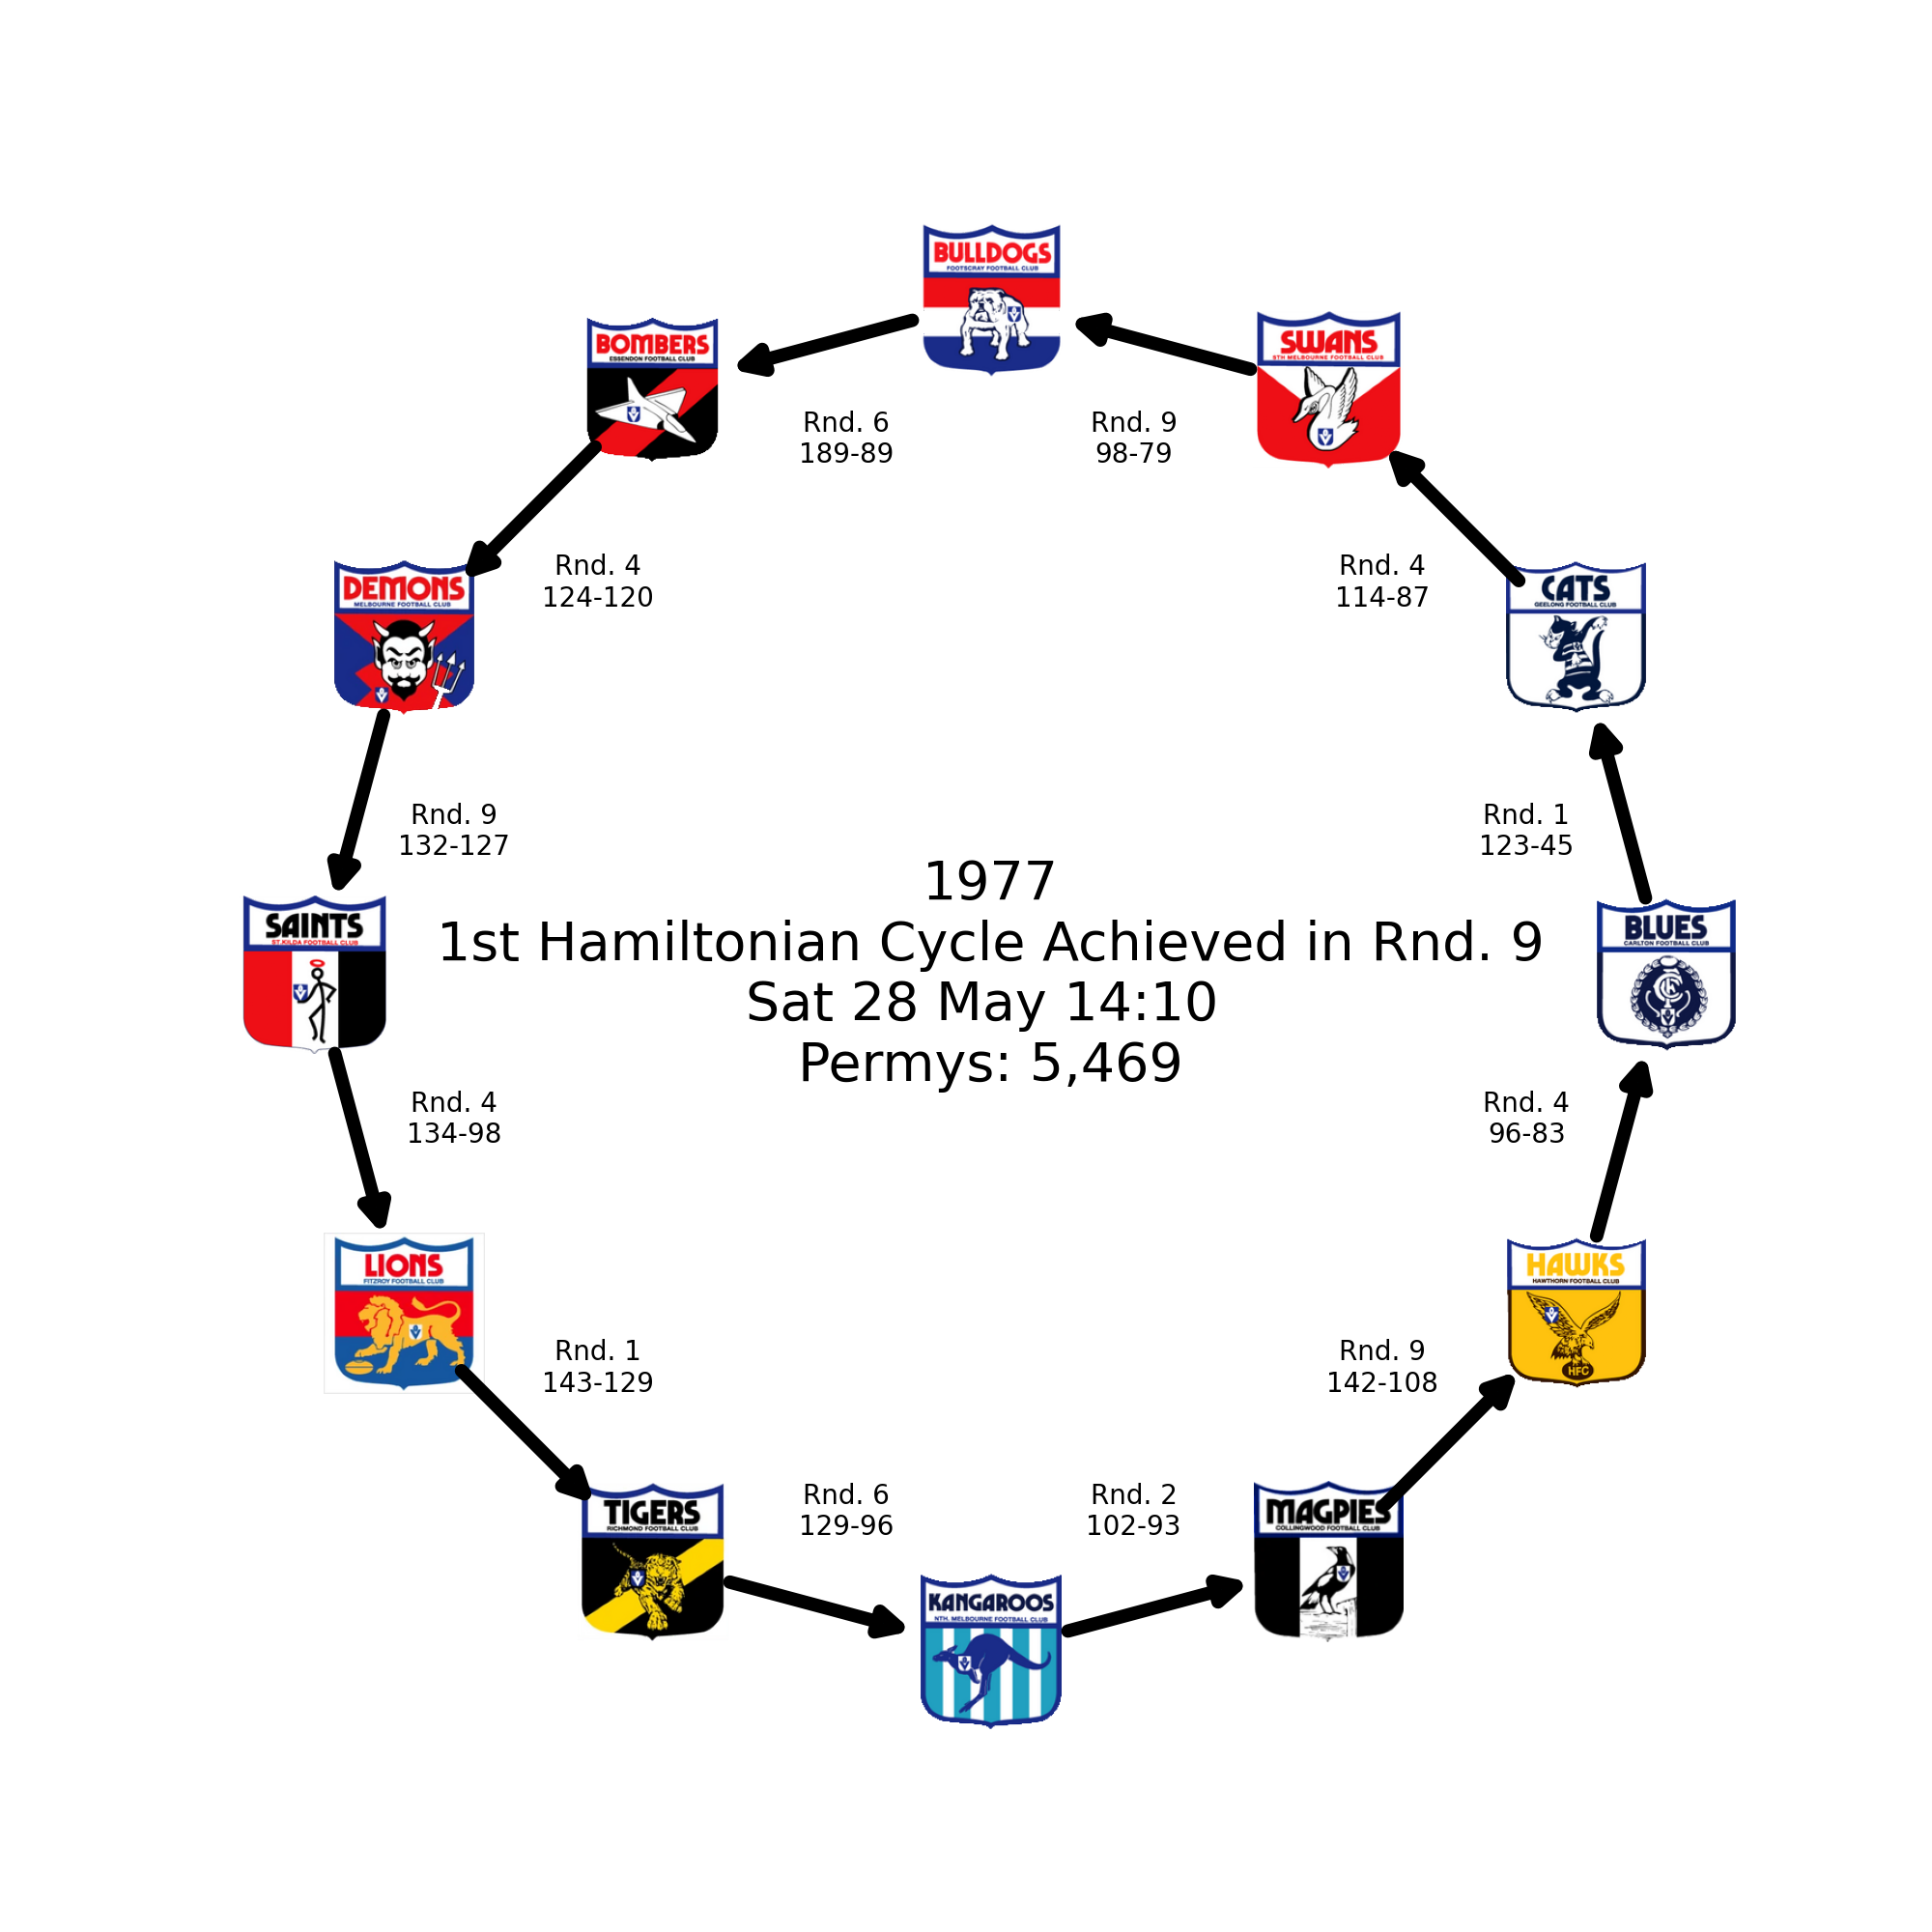 BULLDOGS
FOOTSCRAY FOOTBALL CLUB
SWANS
STH MELBOURNE FOOTBALL CLUB
BOMBERS
ESSENDON FOOTBALL CLUB
Rnd. 6
189-89
Rnd. 9
98-79
Rnd. 4
124-120
Rnd. 4
114-87
DEMONS
MELBOURNE FOOTBALL CLUB
CATS
GEELONG FOOTBALL CLUB
Rnd. 9
132-127
Rnd. 1
123-45
1977
1st Hamiltonian Cycle Achieved in Rnd. 9
Sat 28 May 14:10
Permys: 5,469
SAINTS
ST.KILDA FOOTBALL CLUB
BLUES
CARLTON FOOTBALL CLUB
CFC
Rnd. 4
134-98
Rnd. 4
96-83
LIONS
FITZROY FOOTBALL CLUB
HAWKS
HAWTHORN FOOTBALL CLUB
HFC
Rnd. 1
143-129
Rnd. 9
142-108
TIGERS
RICHMOND FOOTBALL CLUB
Rnd. 6
129-96
Rnd. 2
102-93
MAGPIES
COLLINGWOOD FOOTBALL CLUB
KANGAROOS
NTH. MELBOURNE FOOTBALL CLUB